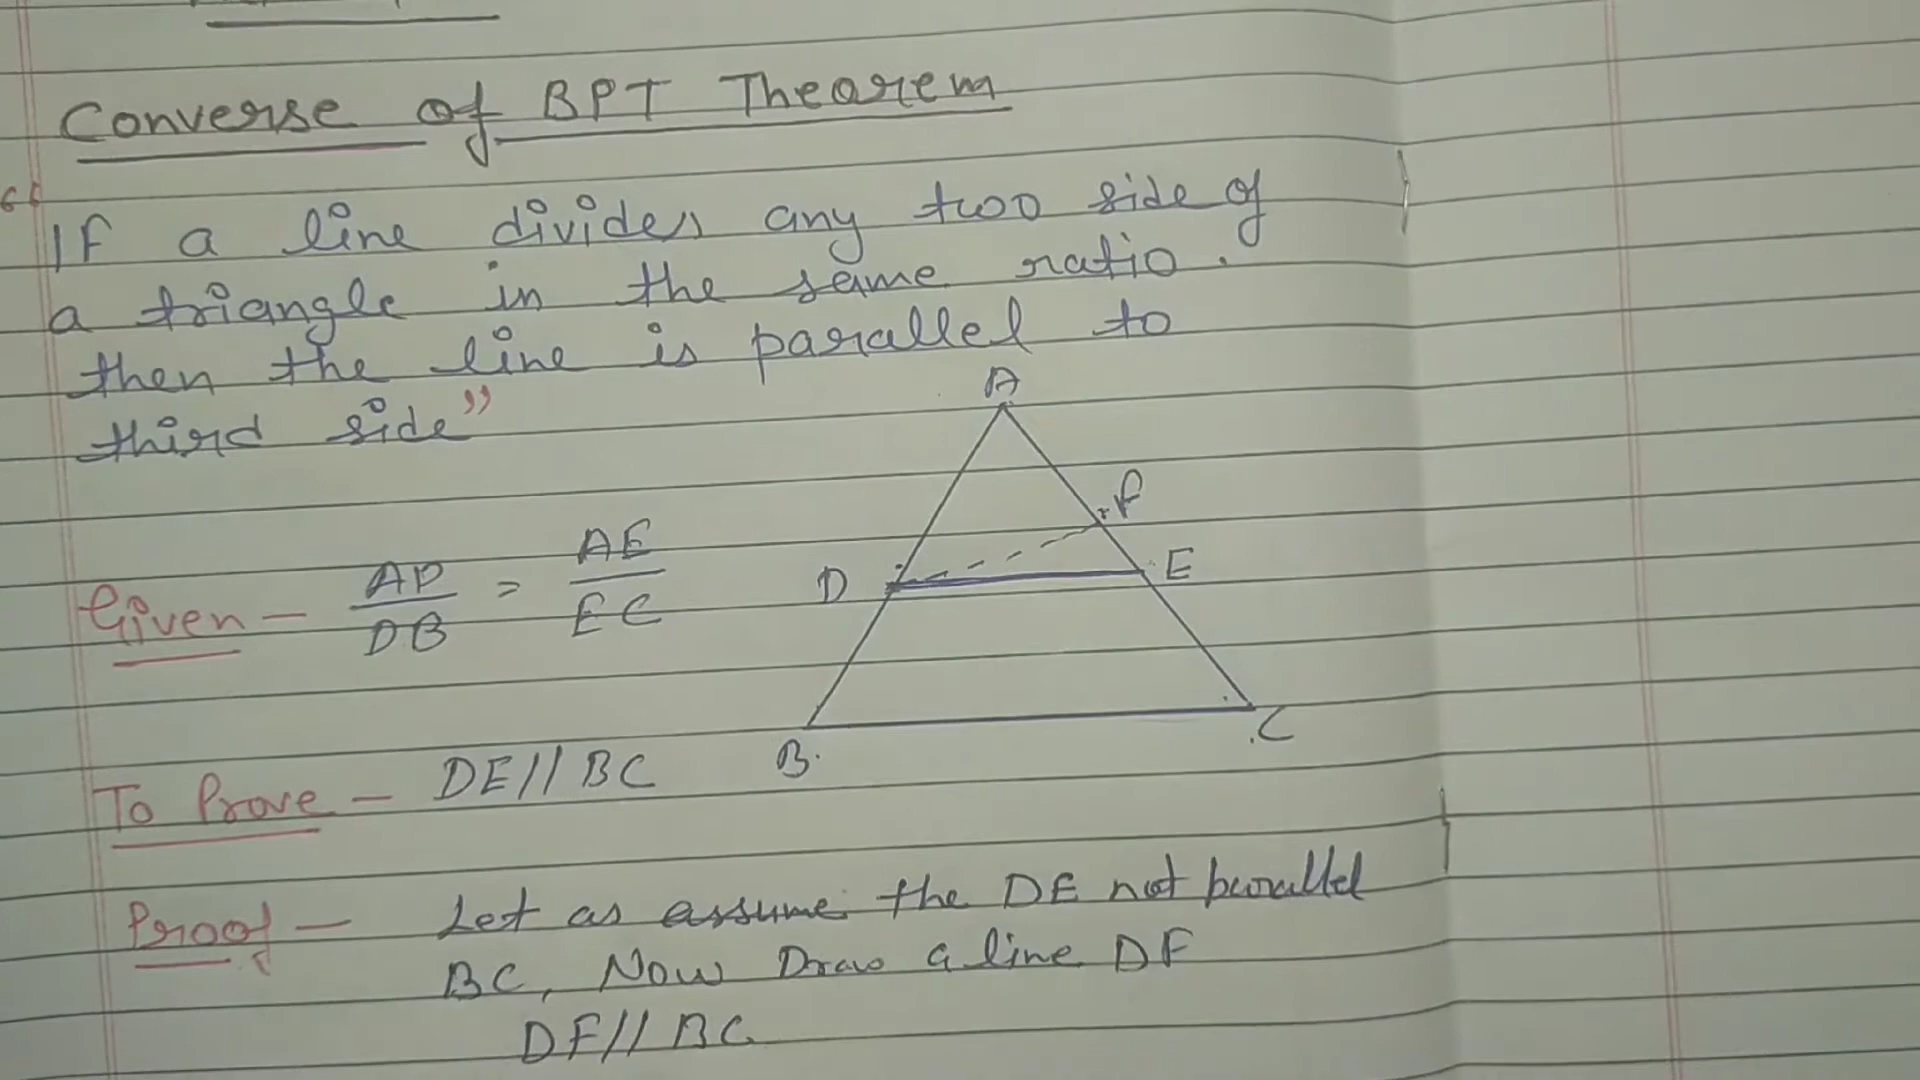 Converse of BPT Theorem
"If a line divides any two side of
a triangle in the same ratio.
then the line is parallel to
third side"
A
F
D
E
B.
C
Given - AD/DB = AE/EC
To Prove - DE // BC
Proof - Let as assume the DE not parallel
BC, Now Draw a line DF
DF // BC